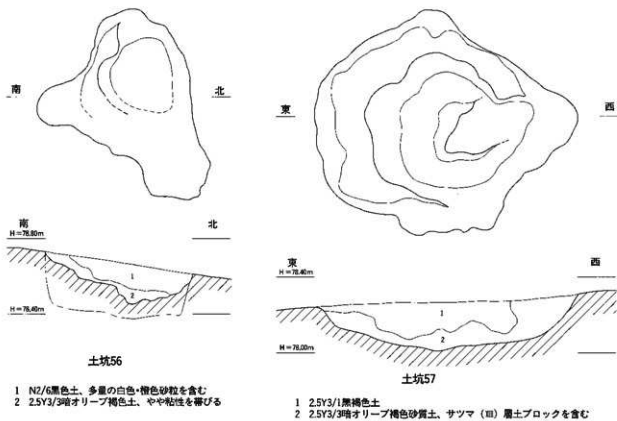 南
北
南
北
H=78.80m
1
2
H=78.40m
土坑56
1 N2/6黒色土、多量の白色・橙色砂粒を含む
2 2.5Y3/3暗オリーブ褐色土、やや粘性を帯びる
東
西
東
西
H=78.40m
1
2
H=78.00m
土坑57
1 2.5Y3/1黒褐色土
2 2.5Y3/3暗オリーブ褐色砂質土、サツマ(III)層土ブロックを含む